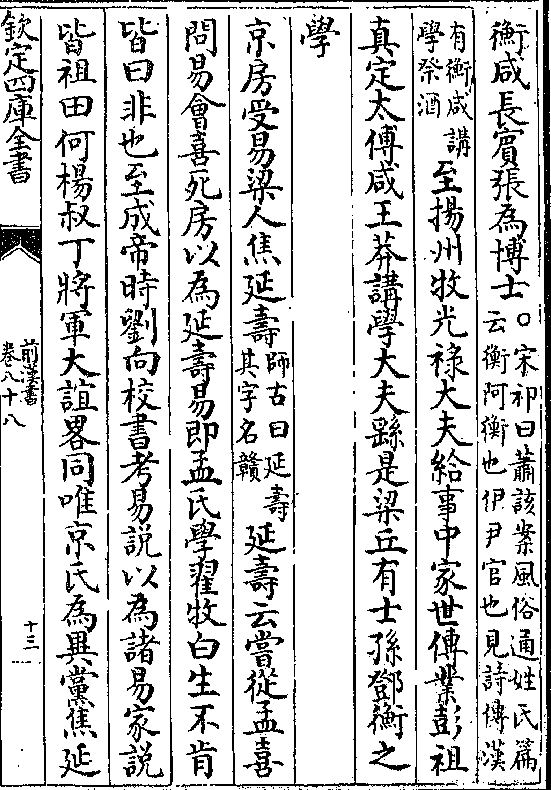 衡咸長賓張為博士○宋祁曰蕭該案風俗通姓氏篇
云衡阿衡也伊尹官也見詩傳漢
有衡咸講
學祭酒
至揚州牧光禄大夫給事中家世傳業彭祖
真定太傅咸王莽講學大夫繇是梁丘有士孫鄧衡之
學
京房受易梁人焦延壽師古曰延壽
其字名贛
延壽云嘗從孟喜
問易會喜死房以為延壽易即孟氏學翟牧白生不肯
皆曰非也至成帝時劉向校書考易說以為諸易家説
皆祖田何楊叔丁將軍大誼畧同唯京氏為異黨焦延
欽定四庫全書
前漢書
卷八十八
十三